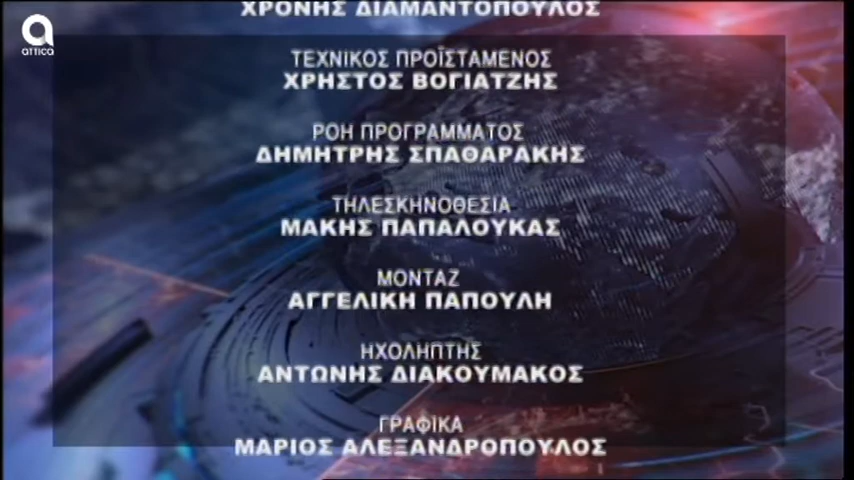 ΧΡΟΝΗΣ ΔΙΑΜΑΝΤΟΠΟΥΛΟΣ
attica
ΤΕΧΝΙΚΟΣ ΠΡΟΪΣΤΑΜΕΝΟΣ
ΧΡΗΣΤΟΣ ΒΟΓΙΑΤΖΗΣ
ΡΟΗ ΠΡΟΓΡΑΜΜΑΤΟΣ
ΔΗΜΗΤΡΗΣ ΣΠΑΘΑΡΑΚΗΣ
ΤΗΛΕΣΚΗΝΟΘΕΣΙΑ
ΜΑΚΗΣ ΠΑΠΑΛΟΥΚΑΣ
ΜΟΝΤΑΖ
ΑΓΓΕΛΙΚΗ ΠΑΠΟΥΛΗ
ΗΧΟΛΗΠΤΗΣ
ΑΝΤΩΝΗΣ ΔΙΑΚΟΥΜΑΚΟΣ
ΓΡΑΦΙΚΑ
ΜΑΡΙΟΣ ΑΛΕΞΑΝΔΡΟΠΟΥΛΟΣ